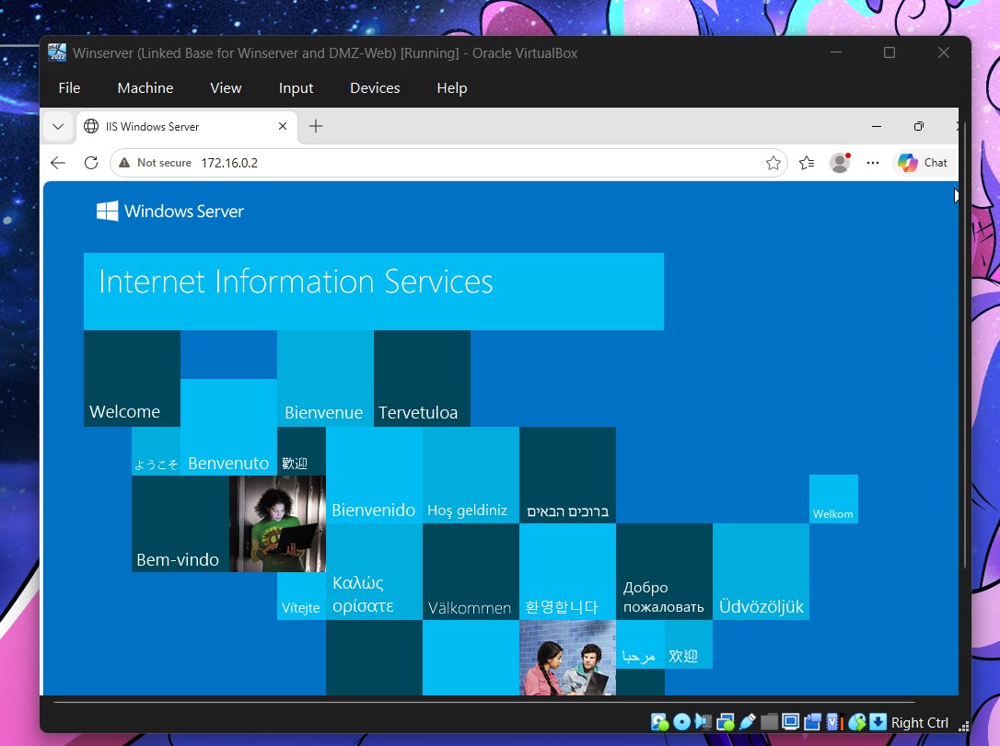 Winserver (Linked Base for Winserver and DMZ-Web) [Running] - Oracle VirtualBox
File Machine View Input Devices Help
IIS Windows Server
Not secure 172.16.0.2 Chat
Windows Server
Internet Information Services
Welcome
Bienvenue
Tervetuloa
ようこそ
Benvenuto
歡迎
Bienvenido
Hoş geldiniz
ברוכים הבאים
Welkom
Bem-vindo
Vítejte
Καλώς
ορίσατε
Välkommen
환영합니다
Добро
пожаловать
Üdvözöljük
مرحبا
欢迎
Right Ctrl